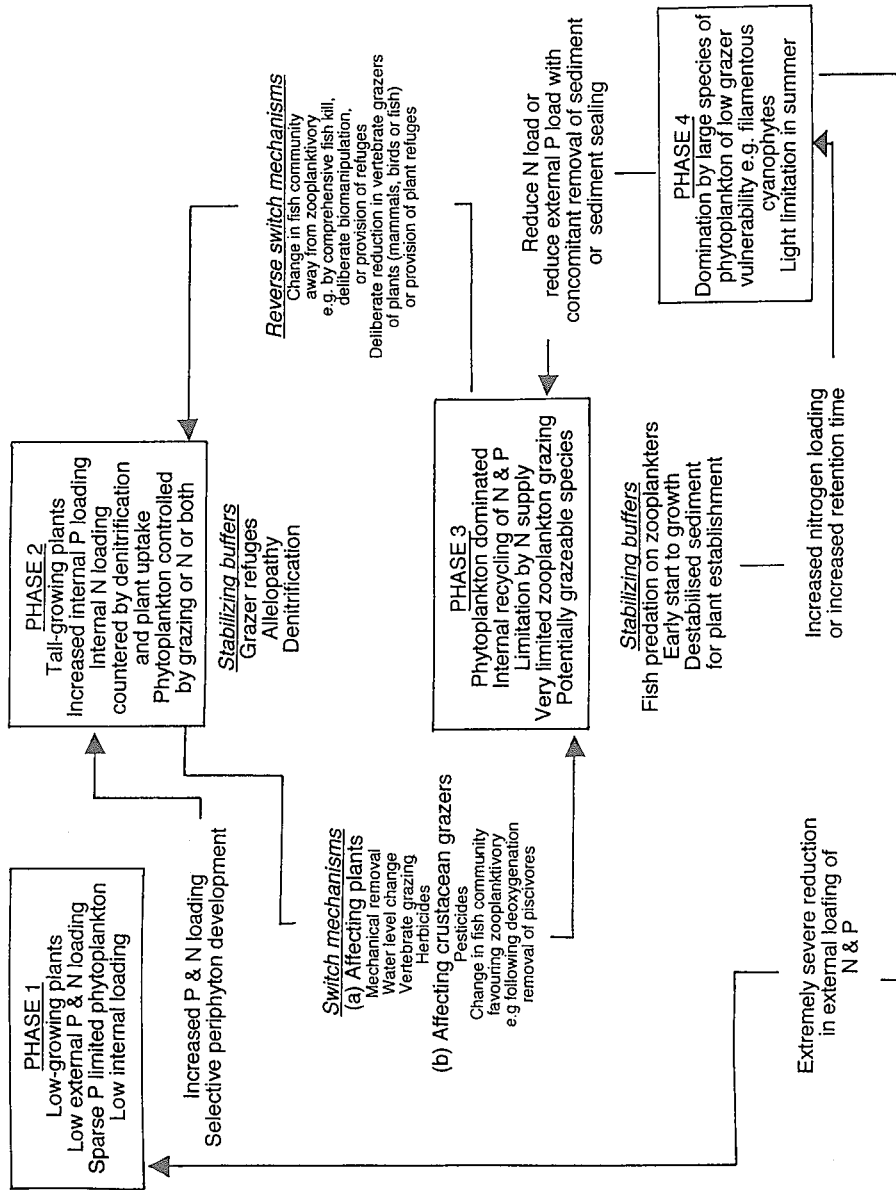 PHASE 1
Low-growing plants
Low external P & N loading
Sparse P limited phytoplankton
Low internal loading
Increased P & N loading
Selective periphyton development
PHASE 2
Tall-growing plants
Increased internal P loading
Internal N loading
countered by denitrification
and plant uptake
Phytoplankton controlled
by grazing or N or both
Stabilizing buffers
Grazer refuges
Allelopathy
Denitrification
Switch mechanisms
(a) Affecting plants
Mechanical removal
Water level change
Vertebrate grazing
Herbicides
(b) Affecting crustacean grazers
Pesticides
Change in fish community
favouring zooplanktivory
e.g following deoxygenation
removal of piscivores
Reverse switch mechanisms
Change in fish community
away from zooplanktivory
e.g. by comprehensive fish kill,
deliberate biomanipulation,
or provision of refuges
Deliberate reduction in vertebrate grazers
of plants (mammals, birds or fish)
or provision of plant refuges
PHASE 3
Phytoplankton dominated
Internal recycling of N & P
Limitation by N supply
Very limited zooplankton grazing
Potentially grazeable species
Stabilizing buffers
Fish predation on zooplankters
Early start to growth
Destabilised sediment
for plant establishment
Reduce N load or
reduce external P load with
concomitant removal of sediment
or sediment sealing
Increased nitrogen loading
or increased retention time
PHASE 4
Domination by large species of
phytoplankton of low grazer
vulnerability e.g. filamentous
cyanophytes
Light limitation in summer
Extremely severe reduction
in external loafing of
N & P